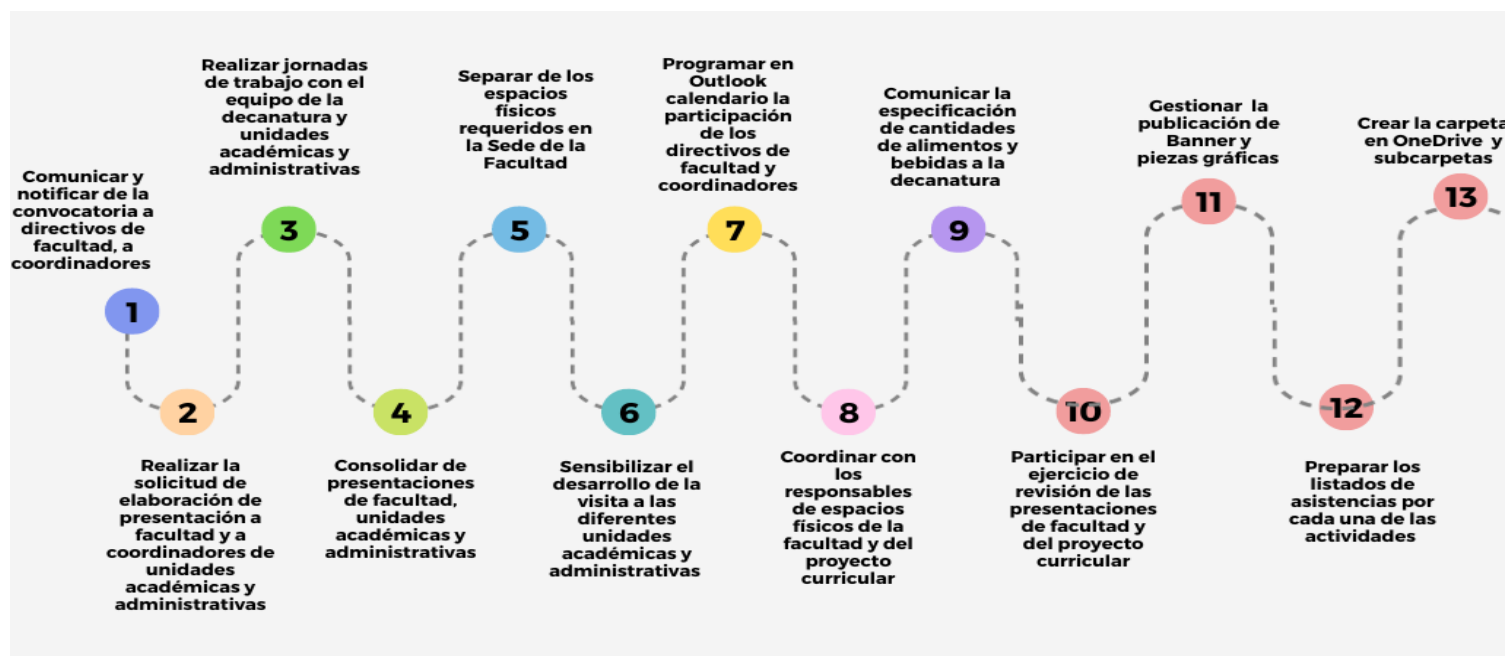 Comunicar y
notificar de la
convocatoria a
directivos de
facultad, a
coordinadores
1
2
Realizar la
solicitud de
elaboración de
presentación a
facultad y a
coordinadores de
unidades
académicas y
administrativas
Realizar jornadas
de trabajo con el
equipo de la
decanatura y
unidades
académicas y
administrativas
3
4
Consolidar de
presentaciones
de facultad,
unidades
académicas y
administrativas
Separar de los
espacios
físicos
requeridos en
la Sede de la
Facultad
5
6
Sensibilizar el
desarrollo de la
visita a las
diferentes
unidades
académicas y
administrativas
Programar en
Outlook
calendario la
participación
de los
directivos de
facultad y
coordinadores
7
8
Coordinar con
los
responsables
de espacios
físicos de la
facultad y del
proyecto
curricular
Comunicar la
especificación
de cantidades
de alimentos y
bebidas a la
decanatura
9
10
Participar en el
ejercicio de
revisión de las
presentaciones
de facultad y
del proyecto
curricular
Gestionar la
publicación de
Banner y
piezas gráficas
11
12
Preparar los
listados de
asistencias por
cada una de las
actividades
Crear la carpeta
en OneDrive y
subcarpetas
13